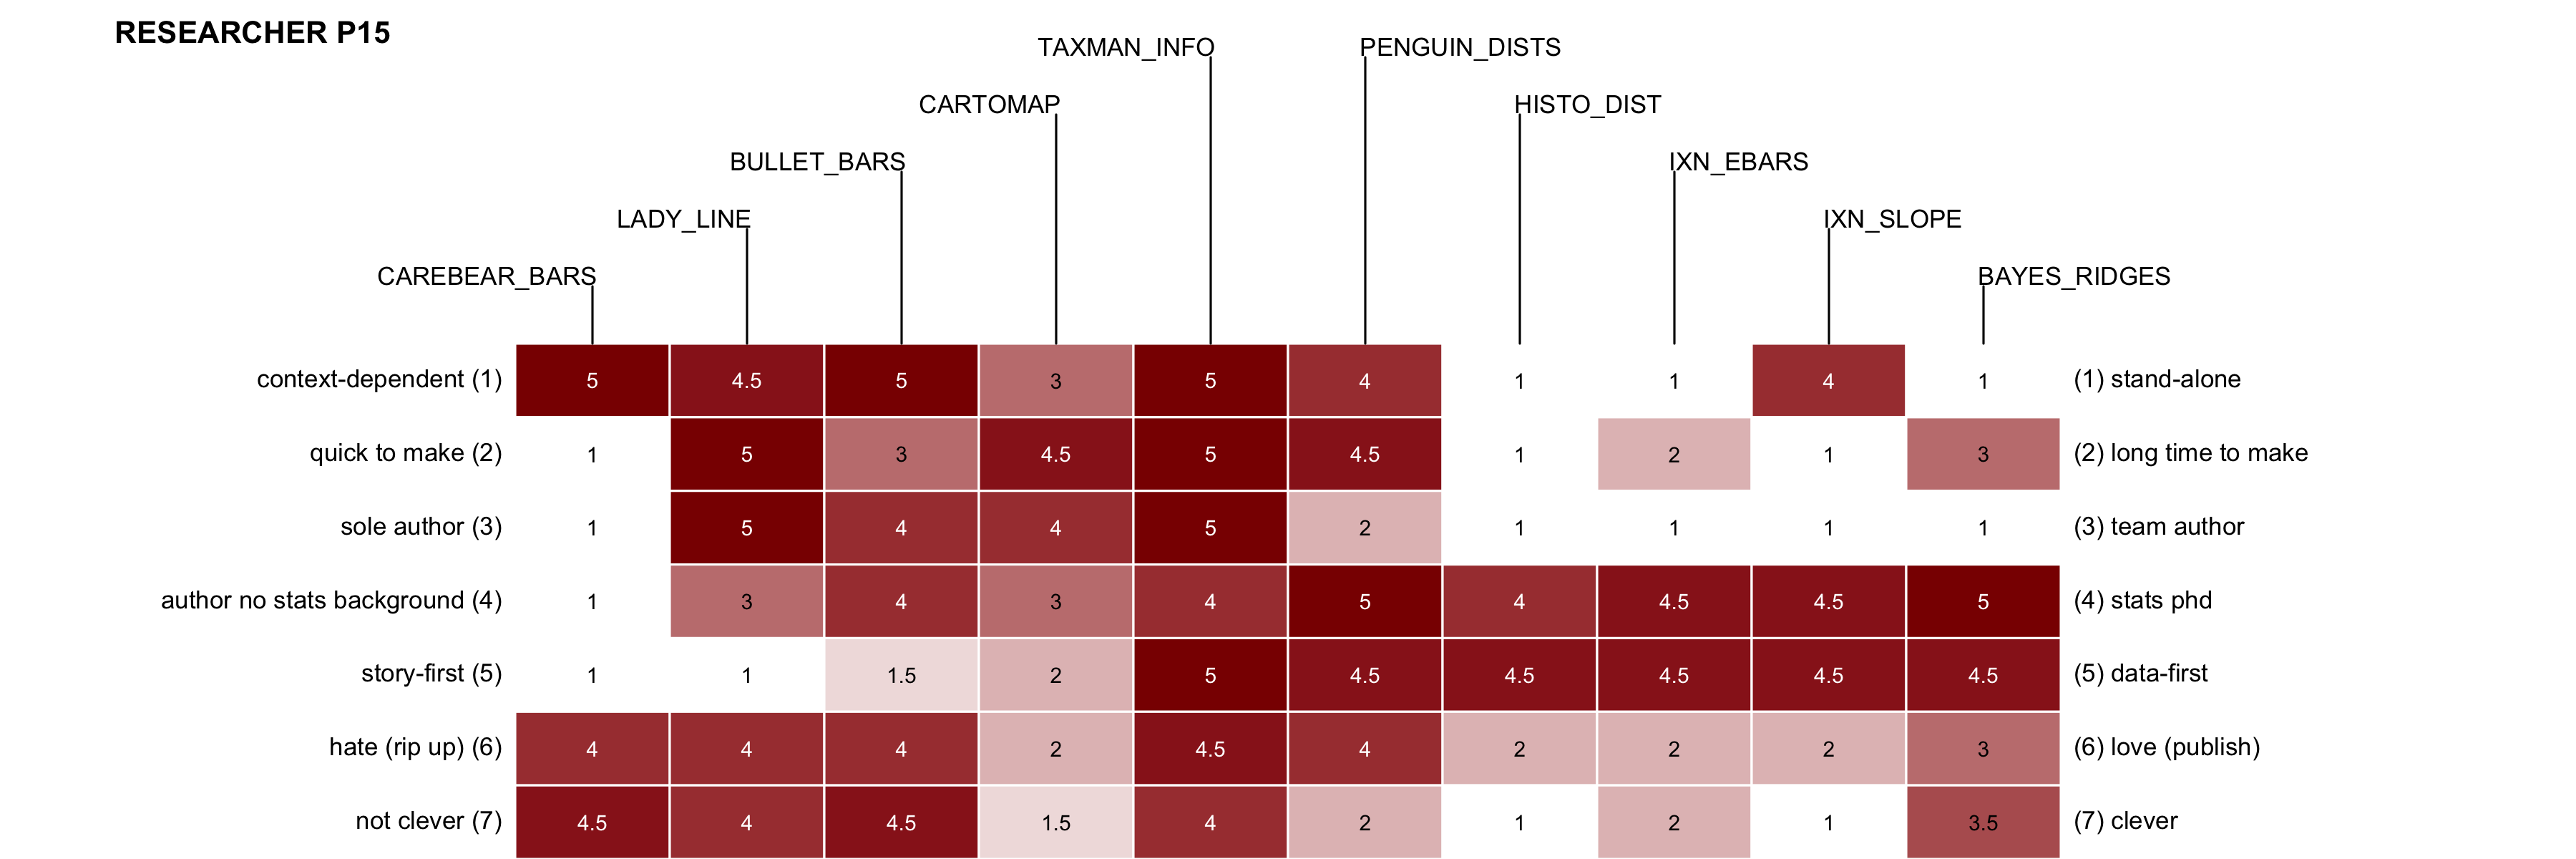 RESEARCHER P15
TAXMAN_INFO PENGUIN_DISTS
CARTOMAP HISTO_DIST
BULLET_BARS IXN_EBARS
LADY_LINE IXN_SLOPE
CAREBEAR_BARS BAYES_RIDGES
context-dependent (1) 5 4.5 5 3 5 4 1 1 4 1 (1) stand-alone
quick to make (2) 1 5 3 4.5 5 4.5 1 2 1 3 (2) long time to make
sole author (3) 1 5 4 4 5 2 1 1 1 1 (3) team author
author no stats background (4) 1 3 4 3 4 5 4 4.5 4.5 5 (4) stats phd
story-first (5) 1 1 1.5 2 5 4.5 4.5 4.5 4.5 4.5 (5) data-first
hate (rip up) (6) 4 4 4 2 4.5 4 2 2 2 3 (6) love (publish)
not clever (7) 4.5 4 4.5 1.5 4 2 1 2 1 3.5 (7) clever